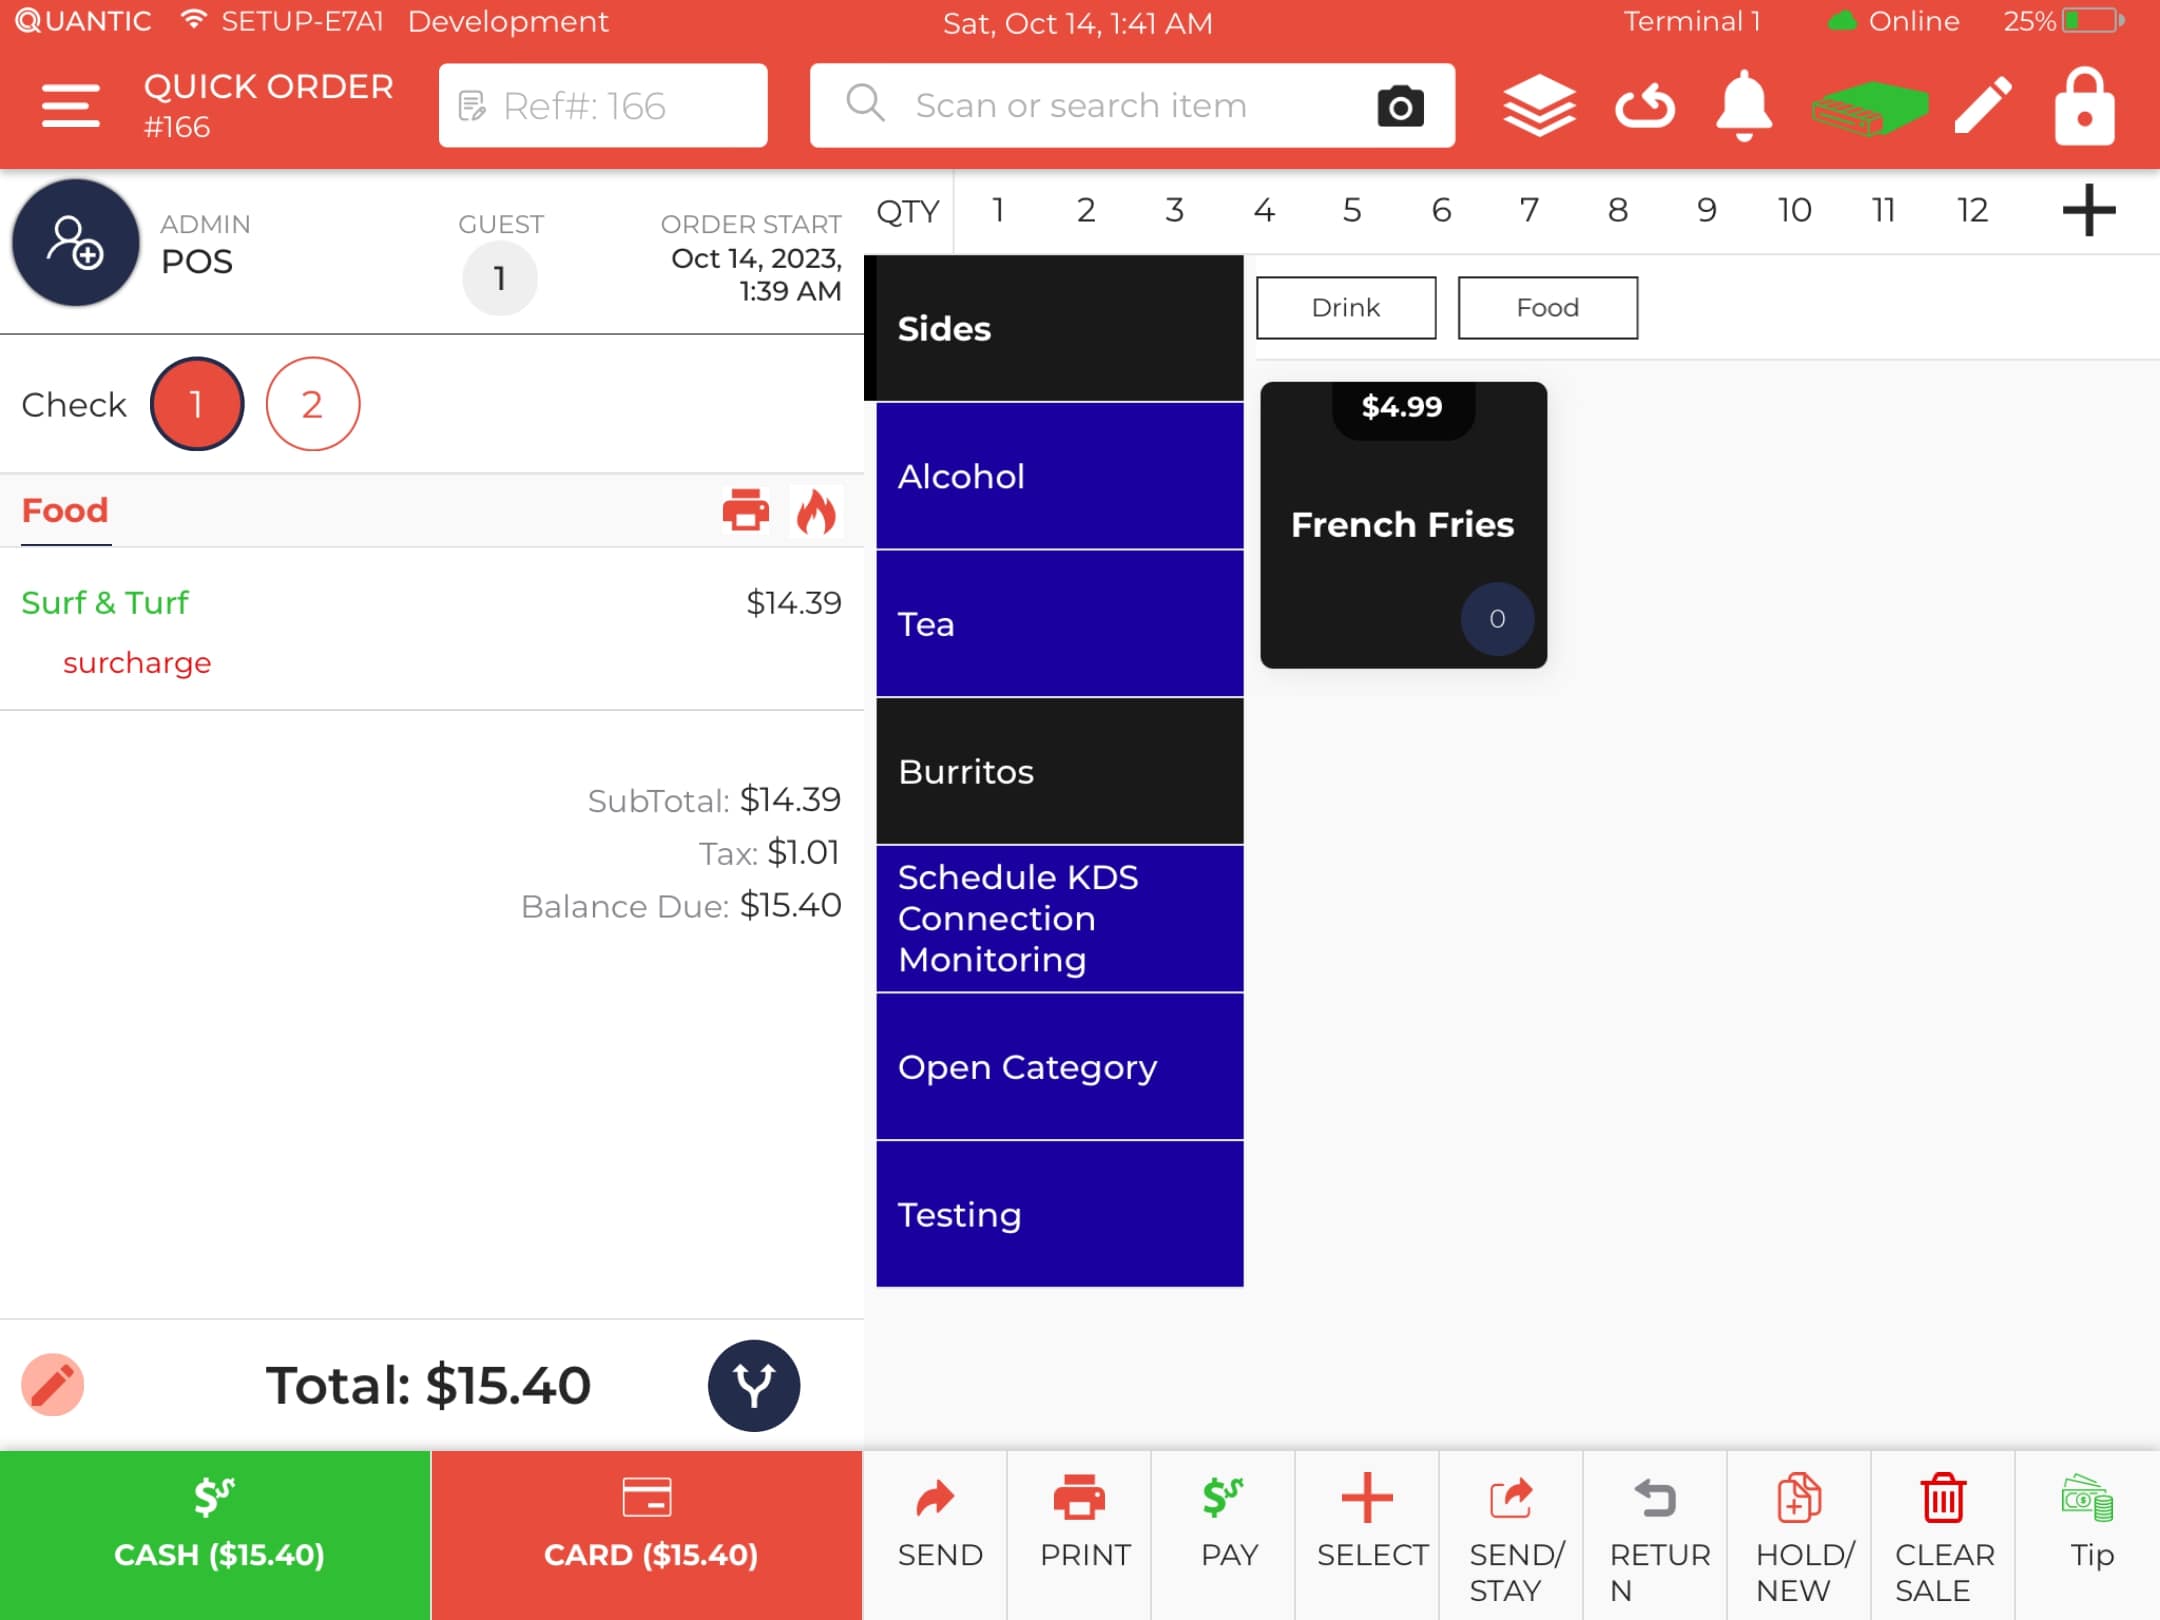 QUANTIC SETUP-E7A1 Development
Sat, Oct 14, 1:41 AM
Terminal 1
Online
25%
QUICK ORDER
#166
Ref#: 166
Scan or search item
ADMIN
POS
GUEST
1
ORDER START
Oct 14, 2023,
1:39 AM
Check 1 2
Food
Surf & Turf $14.39
surcharge
SubTotal: $14.39
Tax: $1.01
Balance Due: $15.40
Total: $15.40
CASH ($15.40)
CARD ($15.40)
QTY 1 2 3 4 5 6 7 8 9 10 11 12
Sides
Alcohol
Tea
Burritos
Schedule KDS
Connection
Monitoring
Open Category
Testing
Drink
Food
$4.99
French Fries
0
SEND
PRINT
PAY
SELECT
SEND/
STAY
RETUR
N
HOLD/
NEW
CLEAR
SALE
Tip